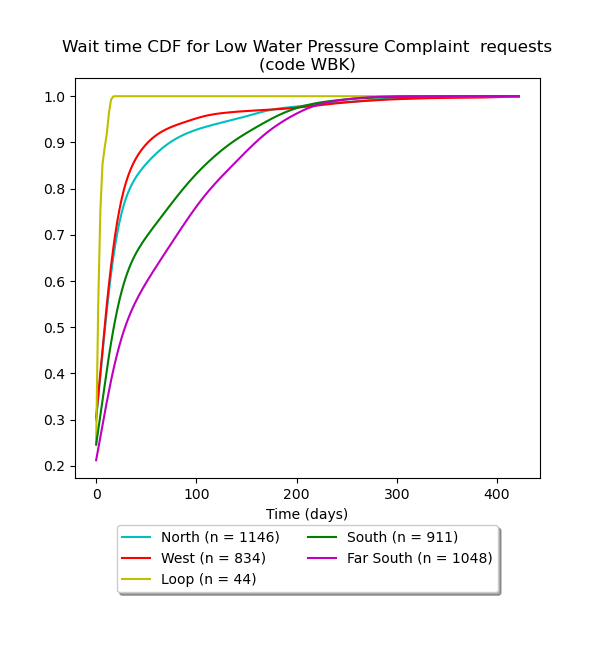 Wait time CDF for Low Water Pressure Complaint  requests
(code WBK)
1.0
0.9
0.8
0.7
0.6
0.5
0.4
0.3
0.2
0 100 200 300 400
Time (days)
North (n = 1146) South (n = 911)
West (n = 834) Far South (n = 1048)
Loop (n = 44)